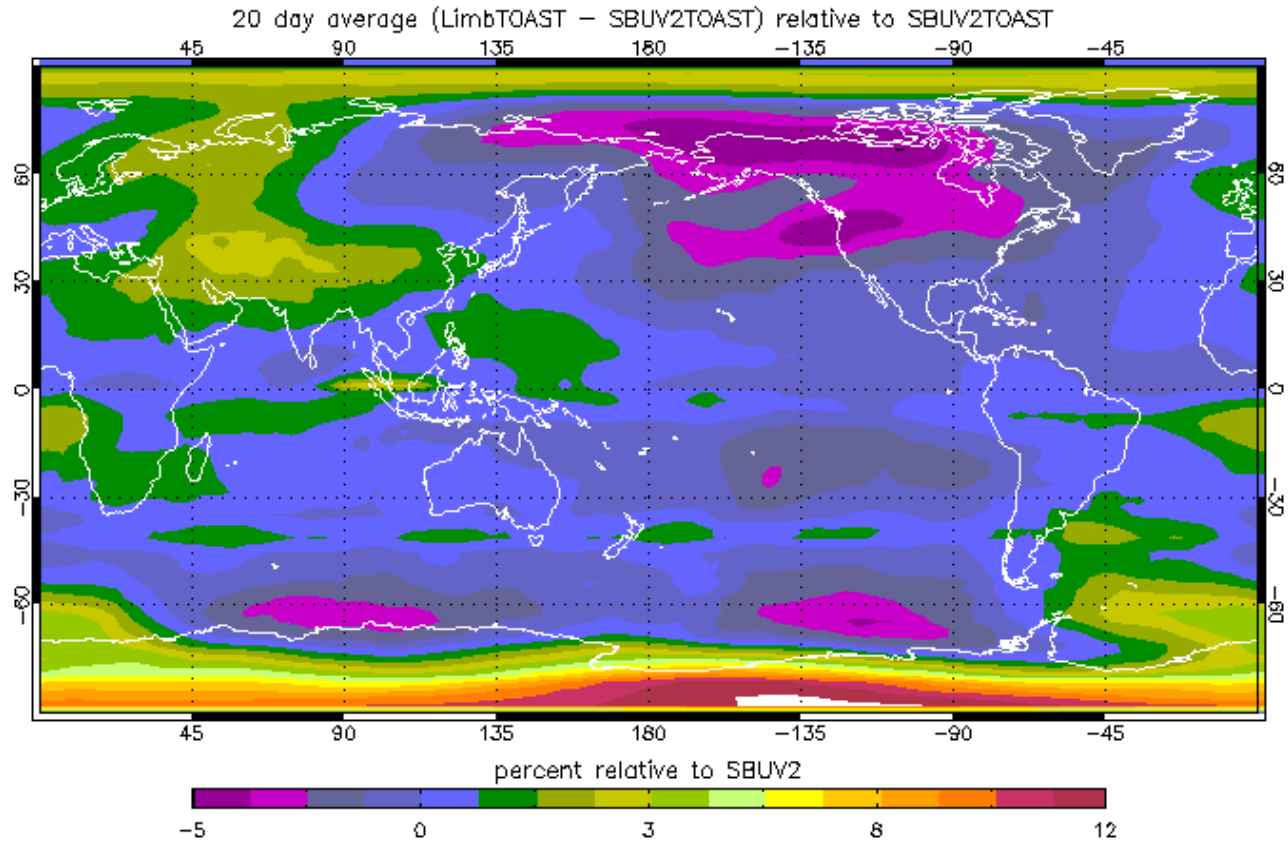 20 day average (LimbTOAST − SBUV2TOAST) relative to SBUV2TOAST
45 90 135 180 −135 −90 −45
60 60
30 30
0 0
−30 −30
−60 −60
45 90 135 180 −135 −90 −45
percent relative to SBUV2
−5 0 3 8 12